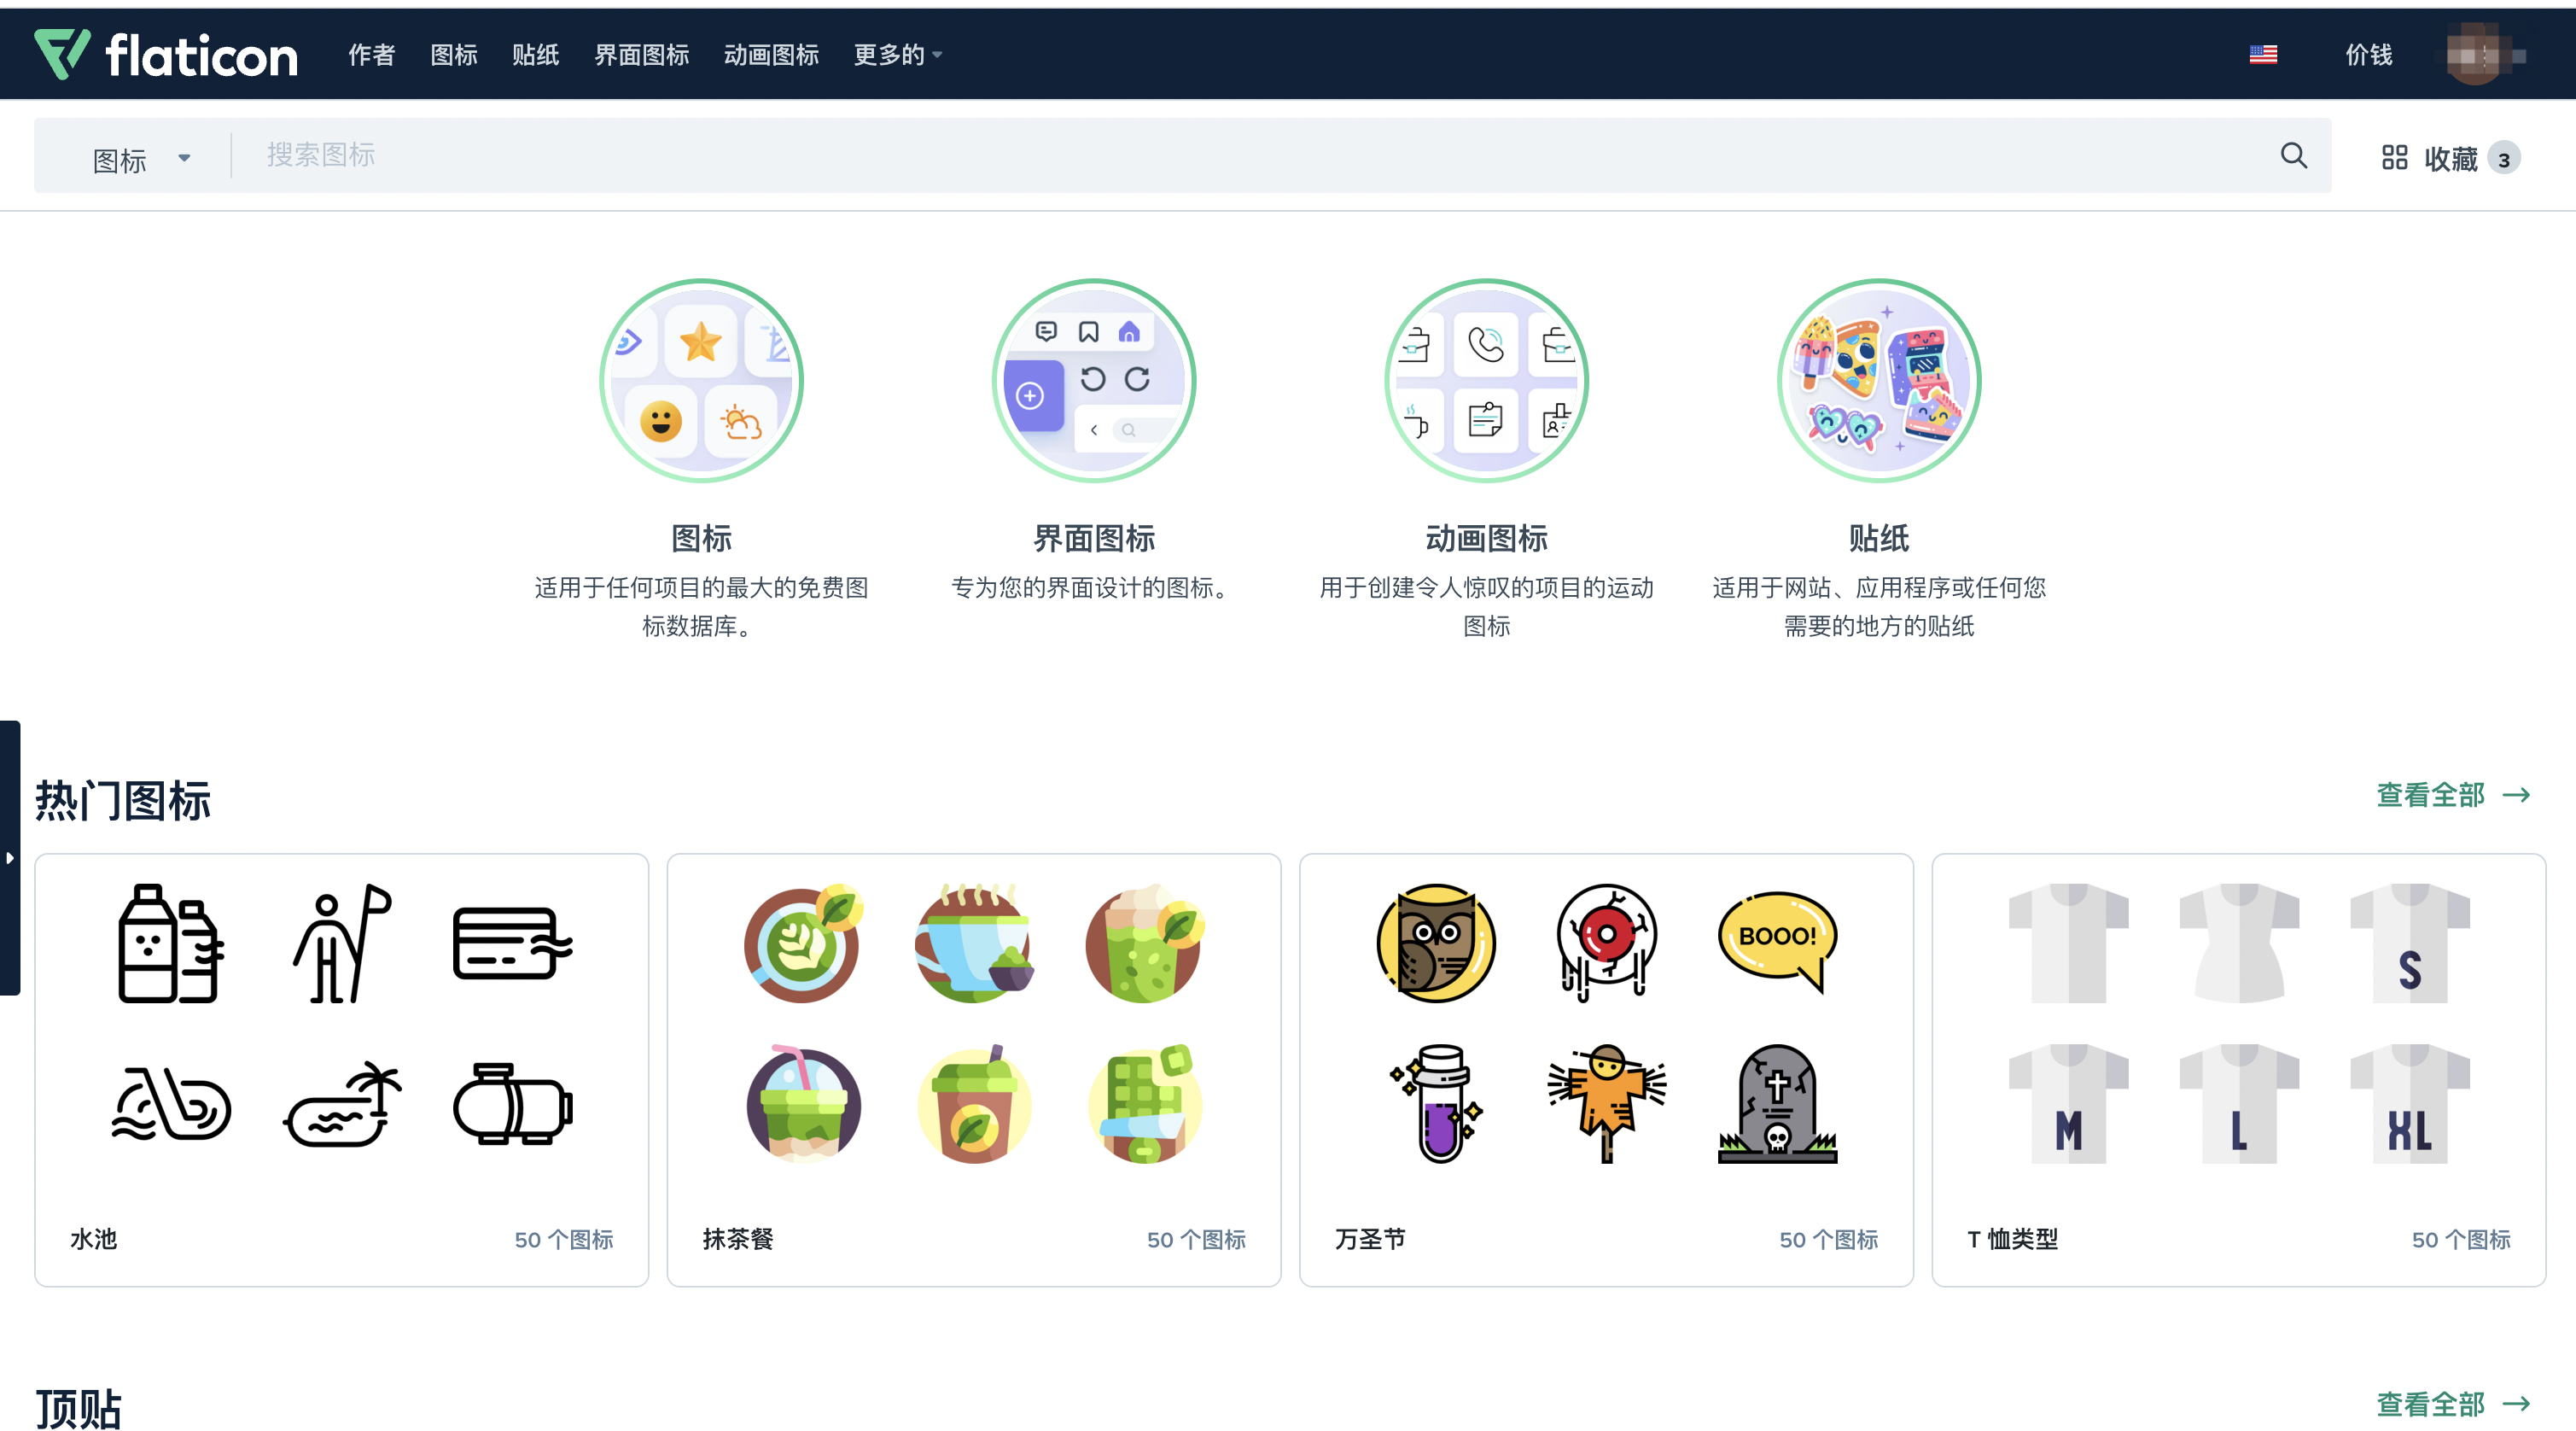 flaticon
作者 图标 贴纸 界面图标 动画图标 更多的
价钱
图标 搜索图标
收藏 3
图标
适用于任何项目的最大的免费图
标数据库。
界面图标
专为您的界面设计的图标。
动画图标
用于创建令人惊叹的项目的运动
图标
贴纸
适用于网站、应用程序或任何您
需要的地方的贴纸
热门图标
查看全部
水池 50 个图标
抹茶餐 50 个图标
BOOO!
万圣节 50 个图标
S
M L XL
T 恤类型 50 个图标
顶贴
查看全部